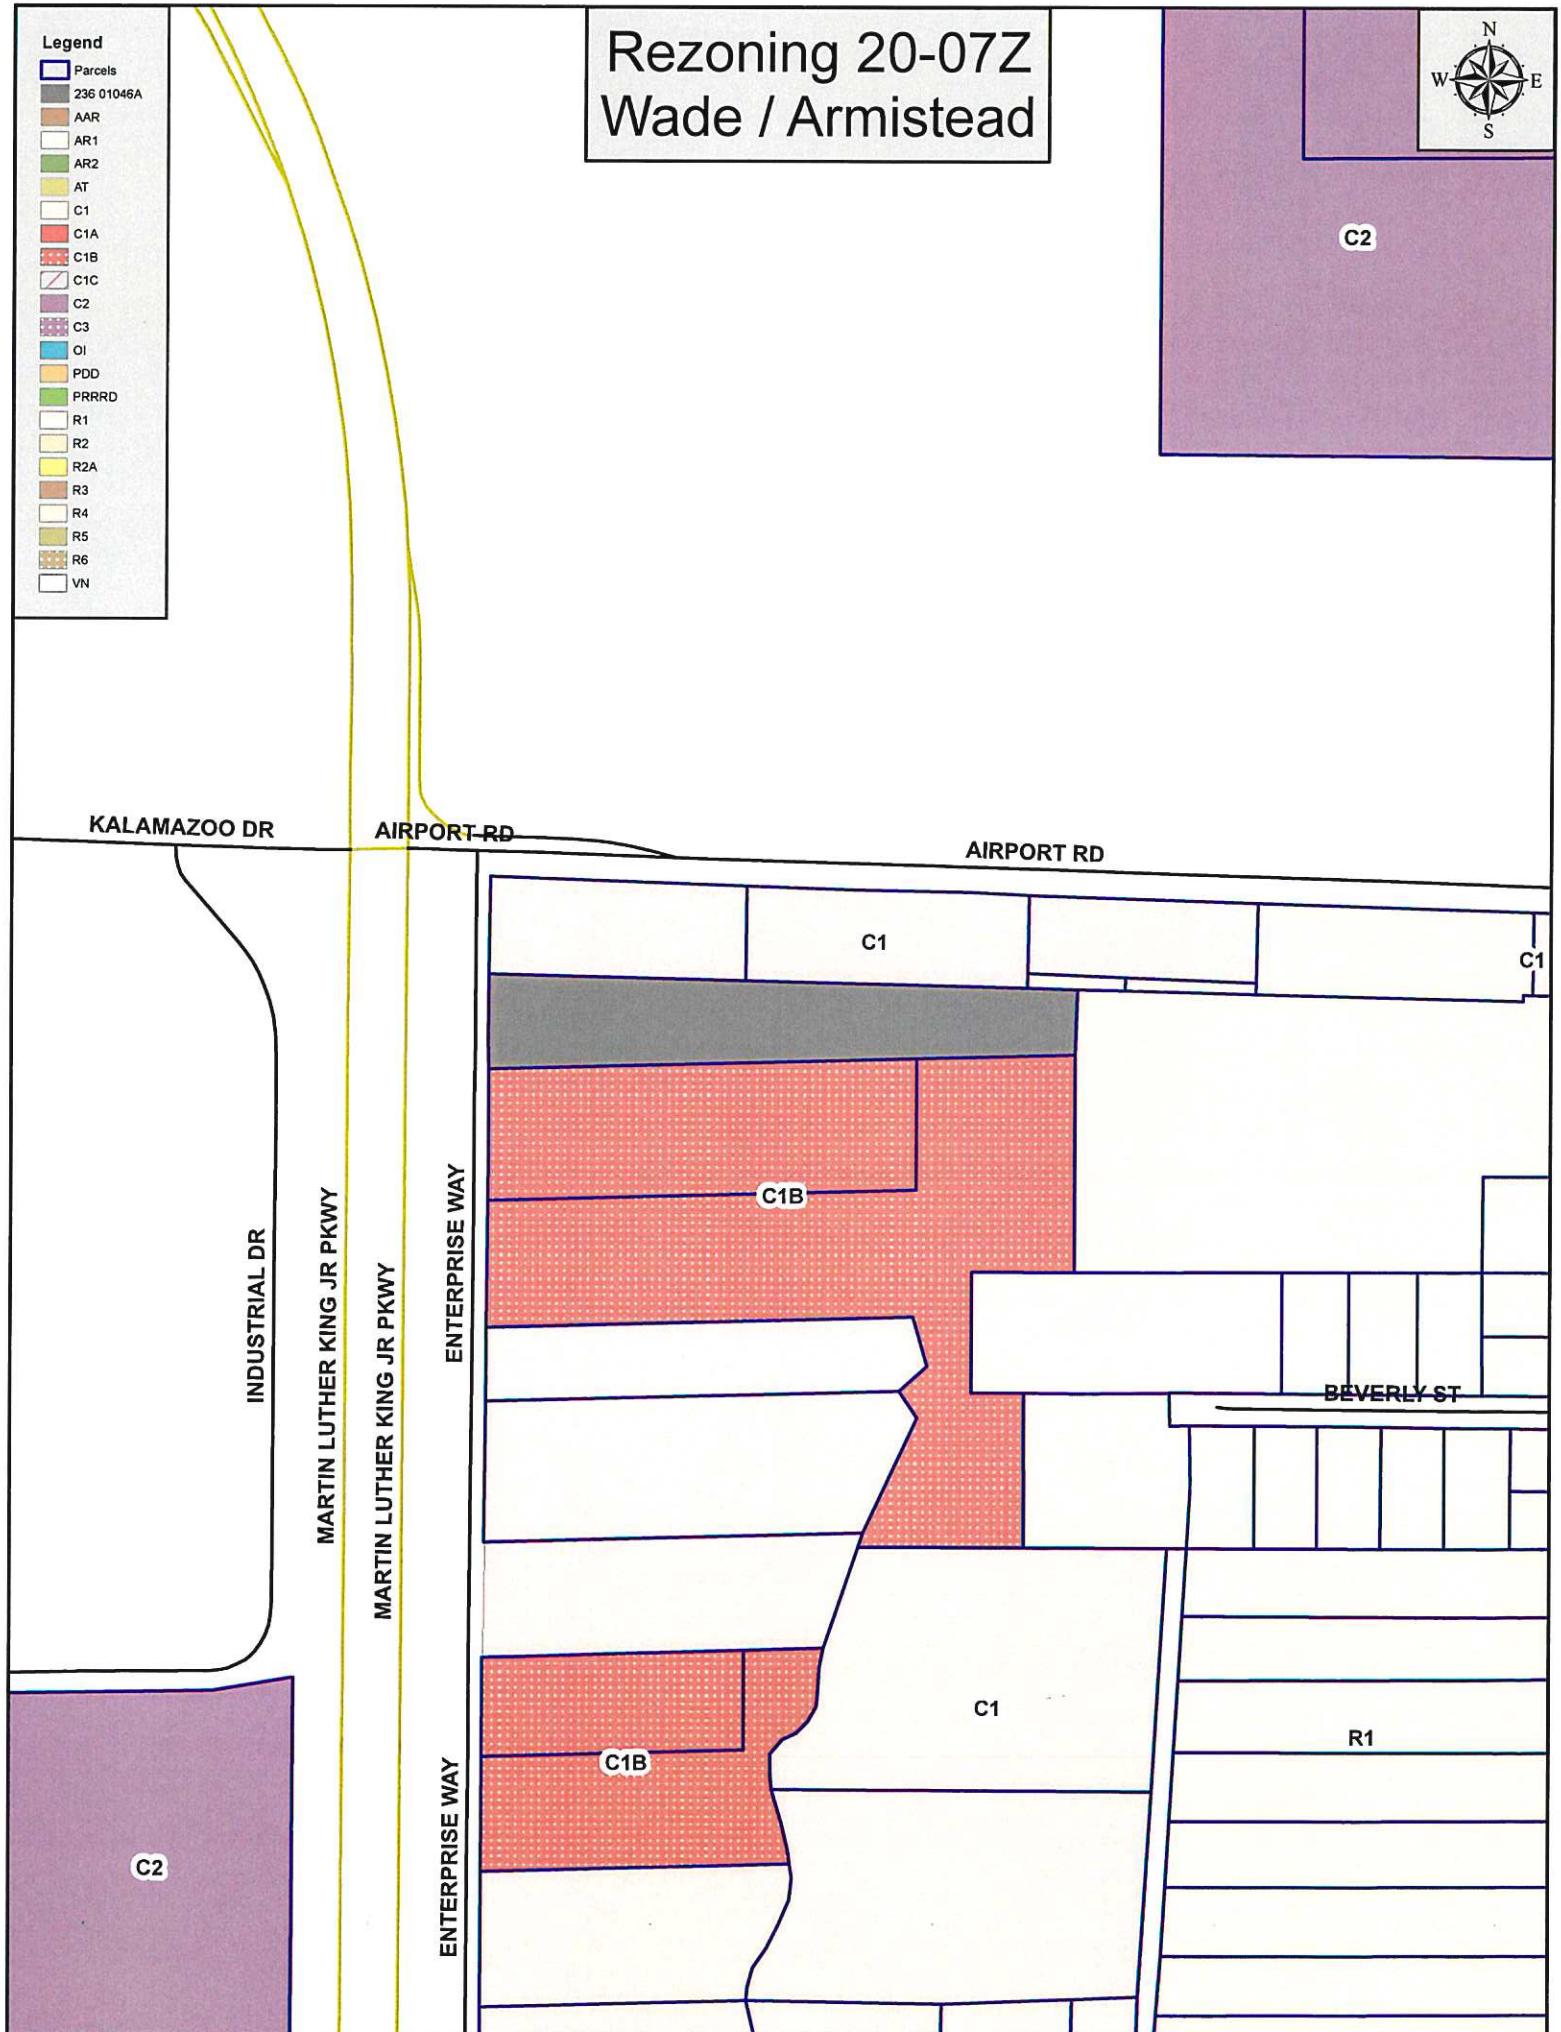 Rezoning 20-07Z
Wade / Armistead
Legend
Parcels
236 01046A
AAR
AR1
AR2
AT
C1
C1A
C1B
C1C
C2
C3
OI
PDD
PRRRD
R1
R2
R2A
R3
R4
R5
R6
VN
N
W E
S
C2
KALAMAZOO DR
AIRPORT RD
AIRPORT RD
C1
C1
C1B
INDUSTRIAL DR
MARTIN LUTHER KING JR PKWY
MARTIN LUTHER KING JR PKWY
ENTERPRISE WAY
BEVERLY ST
C1
R1
C1B
C2
ENTERPRISE WAY